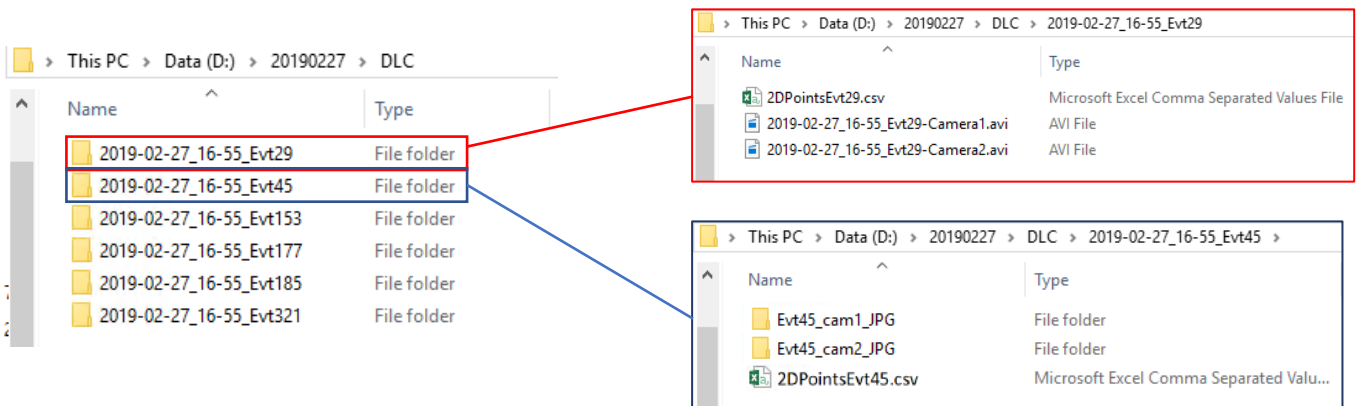 This PC > Data (D:) > 20190227 > DLC
Name Type
2019-02-27_16-55_Evt29 File folder
2019-02-27_16-55_Evt45 File folder
2019-02-27_16-55_Evt153 File folder
2019-02-27_16-55_Evt177 File folder
2019-02-27_16-55_Evt185 File folder
2019-02-27_16-55_Evt321 File folder
This PC > Data (D:) > 20190227 > DLC > 2019-02-27_16-55_Evt29
Name Type
2DPointsEvt29.csv Microsoft Excel Comma Separated Values File
2019-02-27_16-55_Evt29-Camera1.avi AVI File
2019-02-27_16-55_Evt29-Camera2.avi AVI File
This PC > Data (D:) > 20190227 > DLC > 2019-02-27_16-55_Evt45 >
Name Type
Evt45_cam1_JPG File folder
Evt45_cam2_JPG File folder
2DPointsEvt45.csv Microsoft Excel Comma Separated Valu...